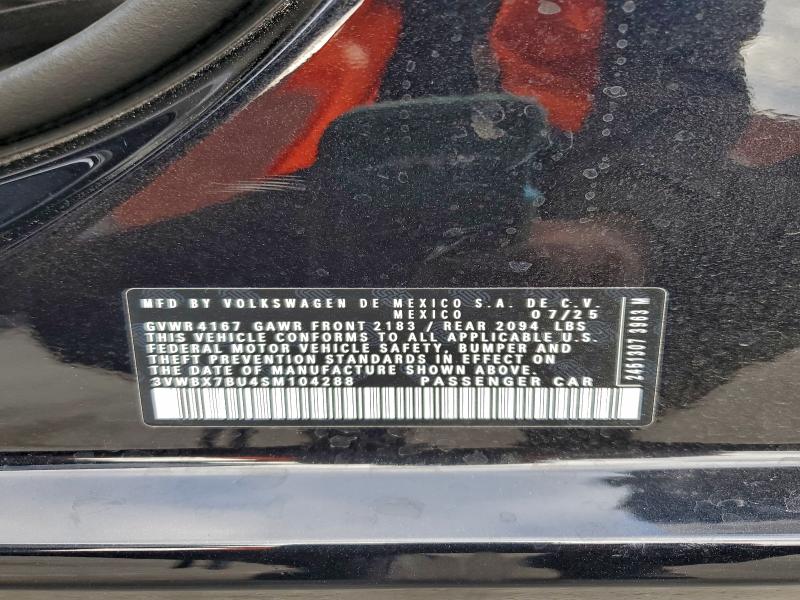 MFD BY VOLKSWAGEN DE MEXICO S.A. DE C.V.
MEXICO 07/25
GVWR 4167 GAWR FRONT 2183 / REAR 2094 LBS
THIS VEHICLE CONFORMS TO ALL APPLICABLE U.S.
FEDERAL MOTOR VEHICLE SAFETY, BUMPER AND
THEFT PREVENTION STANDARDS IN EFFECT ON
THE DATE OF MANUFACTURE SHOWN ABOVE.
3VWBX7BU4SM104288 PASSENGER CAR
2461307 3963 M